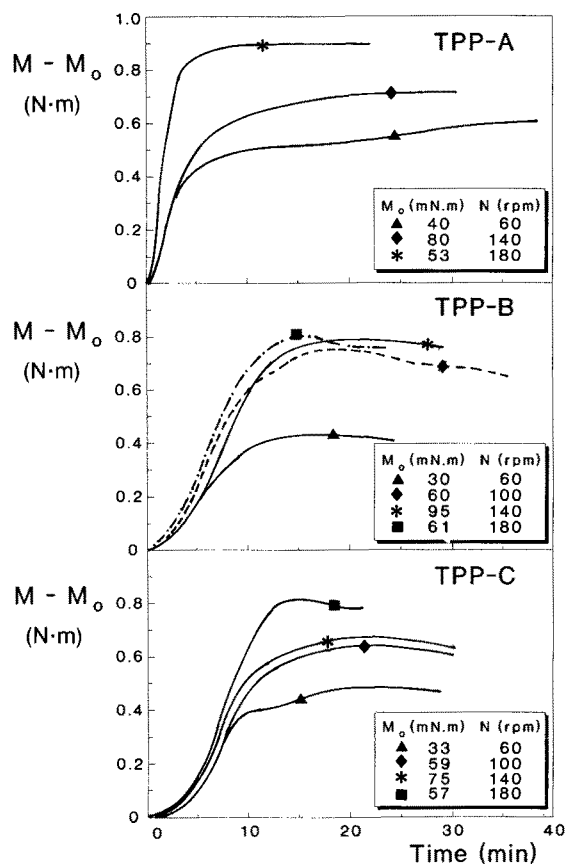 TPP-A
M - Mo
(N·m)
1.0
0.8
0.6
0.4
0.2
0
Mo (mN.m) N (rpm)
▲ 40 60
◆ 80 140
* 53 180
TPP-B
M - Mo
(N·m)
0.8
0.6
0.4
0.2
0
Mo (mN.m) N (rpm)
▲ 30 60
◆ 60 100
* 95 140
■ 61 180
TPP-C
M - Mo
(N·m)
0.8
0.6
0.4
0.2
0
Mo (mN.m) N (rpm)
▲ 33 60
◆ 59 100
* 75 140
■ 57 180
0 10 20 30 40
Time (min)